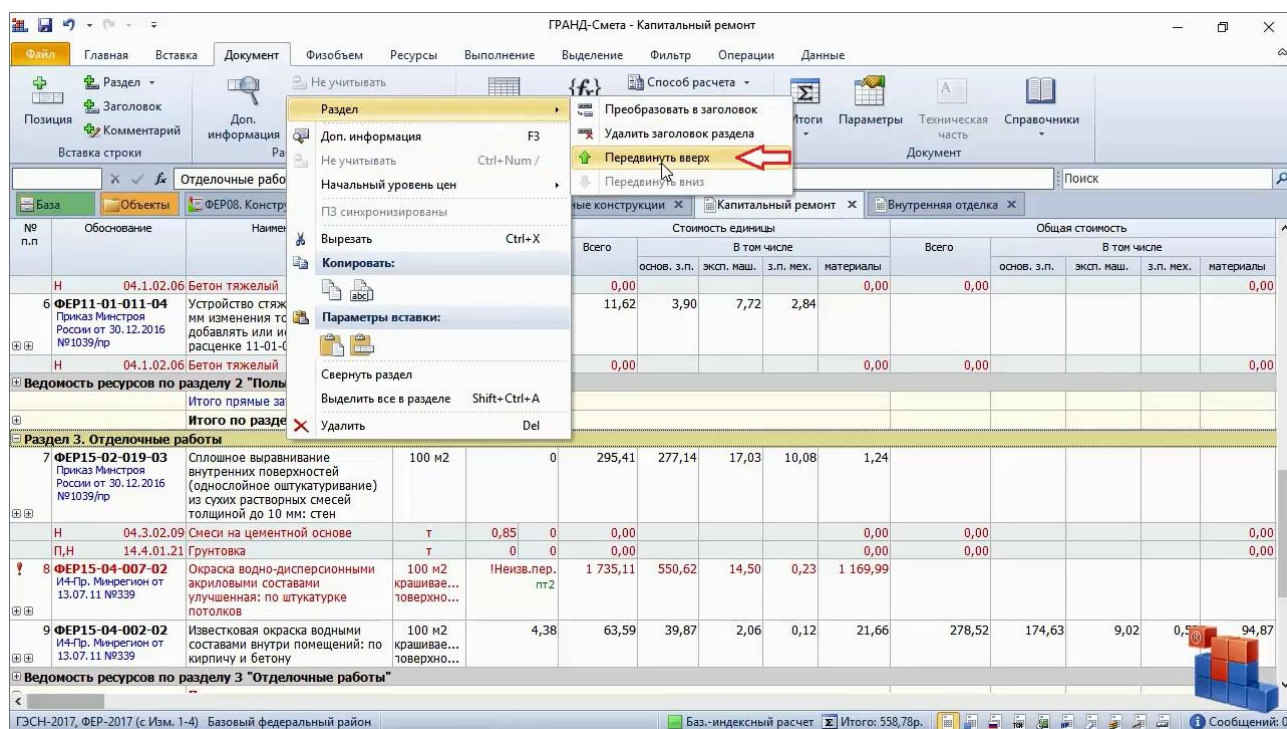 ГРАНД-Смета - Капитальный ремонт
Файл Главная Вставка Документ Физобъем Ресурсы Выполнение Выделение Фильтр Операции Данные
Позиция
Раздел
Заголовок
Комментарий
Вставка строки
Доп. информация
Не учитывать
Способ расчета
Параметры
Техническая часть
Справочники
Документ
Отделочные рабо
Поиск
База Объекты ФЕР08. Констру ные конструкции Капитальный ремонт Внутренняя отделка
№ п.п Обоснование Стоимость единицы Общая стоимость
Всего В том числе Всего В том числе
основ. з.п. эксп. маш. з.п. мех. материалы основ. з.п. эксп. маш. з.п. мех. материалы
Раздел
Доп. информация F3
Не учитывать Ctrl+Num /
Начальный уровень цен
ПЗ синхронизированы
Вырезать Ctrl+X
Копировать:
abc
Параметры вставки:
Свернуть раздел
Выделить все в разделе Shift+Ctrl+A
Удалить Del
Преобразовать в заголовок
Удалить заголовок раздела
Передвинуть вверх
Передвинуть вниз
Н 04.1.02.06 Бетон тяжелый 0,00 0,00 0,00 0,00
6 ФЕР11-01-011-04 Устройство стяж 11,62 3,90 7,72 2,84
Приказ Минстроя мм изменения то
России от 30.12.2016 добавлять или и
№1039/пр расценке 11-01-0
Н 04.1.02.06 Бетон тяжелый 0,00 0,00 0,00 0,00
Ведомость ресурсов по разделу 2 "Полы
Итого прямые за
Итого по разде
Раздел 3. Отделочные работы
7 ФЕР15-02-019-03 Сплошное выравнивание 100 м2 0 295,41 277,14 17,03 10,08 1,24
Приказ Минстроя внутренних поверхностей
России от 30.12.2016 (однослойное оштукатуривание)
№1039/пр из сухих растворных смесей
толщиной до 10 мм: стен
Н 04.3.02.09 Смеси на цементной основе т 0,85 0 0,00 0,00 0,00 0,00
П,Н 14.4.01.21 Грунтовка т 0 0 0,00 0,00 0,00 0,00
8 ФЕР15-04-007-02 Окраска водно-дисперсионными 100 м2 !Неизв.пер. 1 735,11 550,62 14,50 0,23 1 169,99
И4-Пр. Минрегион от акриловыми составами крашивае... пт2
13.07.11 №339 улучшенная: по штукатурке поверхно...
потолков
9 ФЕР15-04-002-02 Известковая окраска водными 100 м2 4,38 63,59 39,87 2,06 0,12 21,66 278,52 174,63 9,02 94,87
И4-Пр. Минрегион от составами внутри помещений: по крашивае...
13.07.11 №339 кирпичу и бетону поверхно...
Ведомость ресурсов по разделу 3 "Отделочные работы"
ГЭСН-2017, ФЕР-2017 (с Изм. 1-4) Базовый федеральный район Баз.-индексный расчет Итого: 558,78р. Сообщений: 0